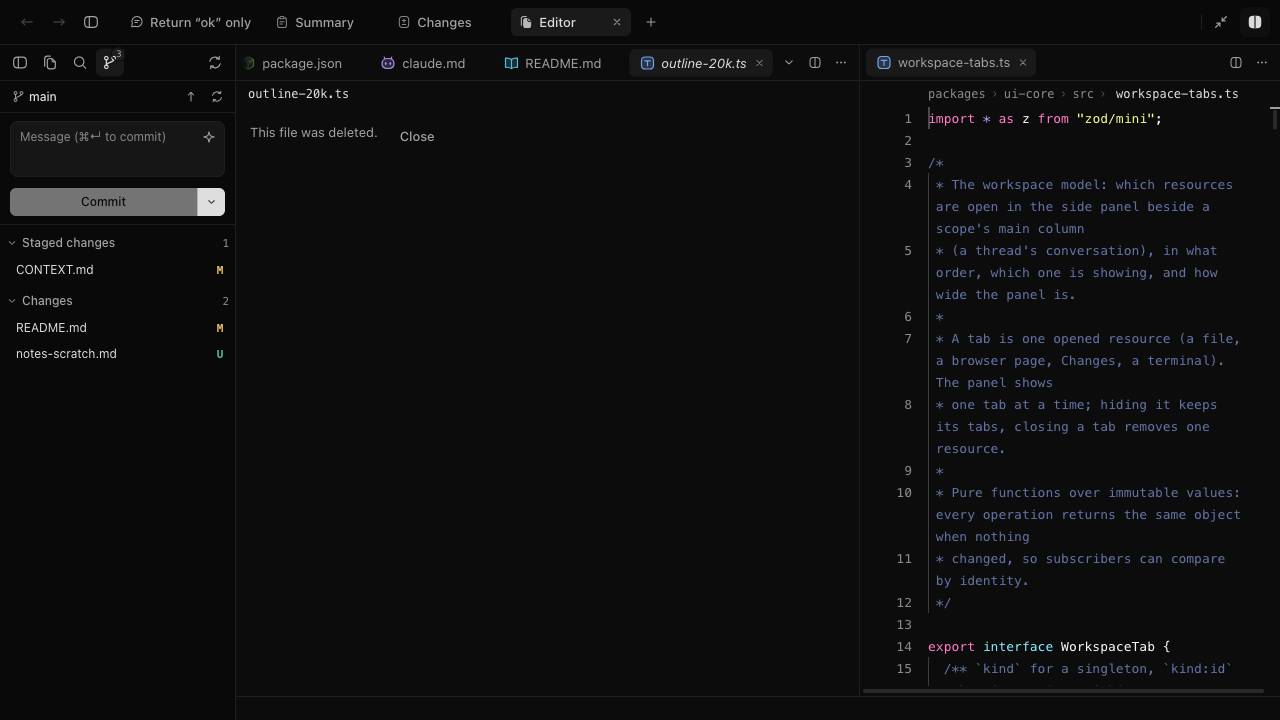 Return “ok” only
Summary
Changes
Editor
package.json
claude.md
README.md
outline-20k.ts
workspace-tabs.ts
3
main
Message (⌘↵ to commit)
Commit
Staged changes 1
CONTEXT.md M
Changes 2
README.md M
notes-scratch.md U
outline-20k.ts
This file was deleted. Close
packages › ui-core › src › workspace-tabs.ts
1 import * as z from "zod/mini";
2
3 /*
4 * The workspace model: which resources
are open in the side panel beside a
scope's main column
5 * (a thread's conversation), in what
order, which one is showing, and how
wide the panel is.
6 *
7 * A tab is one opened resource (a file,
a browser page, Changes, a terminal).
The panel shows
8 * one tab at a time; hiding it keeps
its tabs, closing a tab removes one
resource.
9 *
10 * Pure functions over immutable values:
every operation returns the same object
when nothing
11 * changed, so subscribers can compare
by identity.
12 */
13
14 export interface WorkspaceTab {
15 /** `kind` for a singleton, `kind:id`